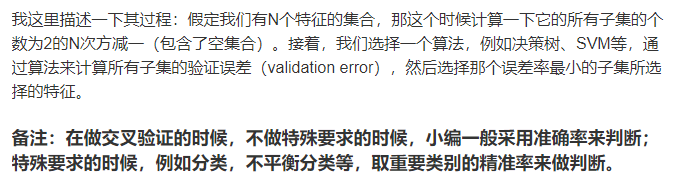 我这里描述一下其过程：假定我们有N个特征的集合，那这个时候计算一下它的所有子集的个
数为2的N次方减一（包含了空集合）。接着，我们选择一个算法，例如决策树、SVM等，通
过算法来计算所有子集的验证误差（validation error），然后选择那个误差率最小的子集所选
择的特征。
备注：在做交叉验证的时候，不做特殊要求的时候，小编一般采用准确率来判断；
特殊要求的时候，例如分类，不平衡分类等，取重要类别的精准率来做判断。